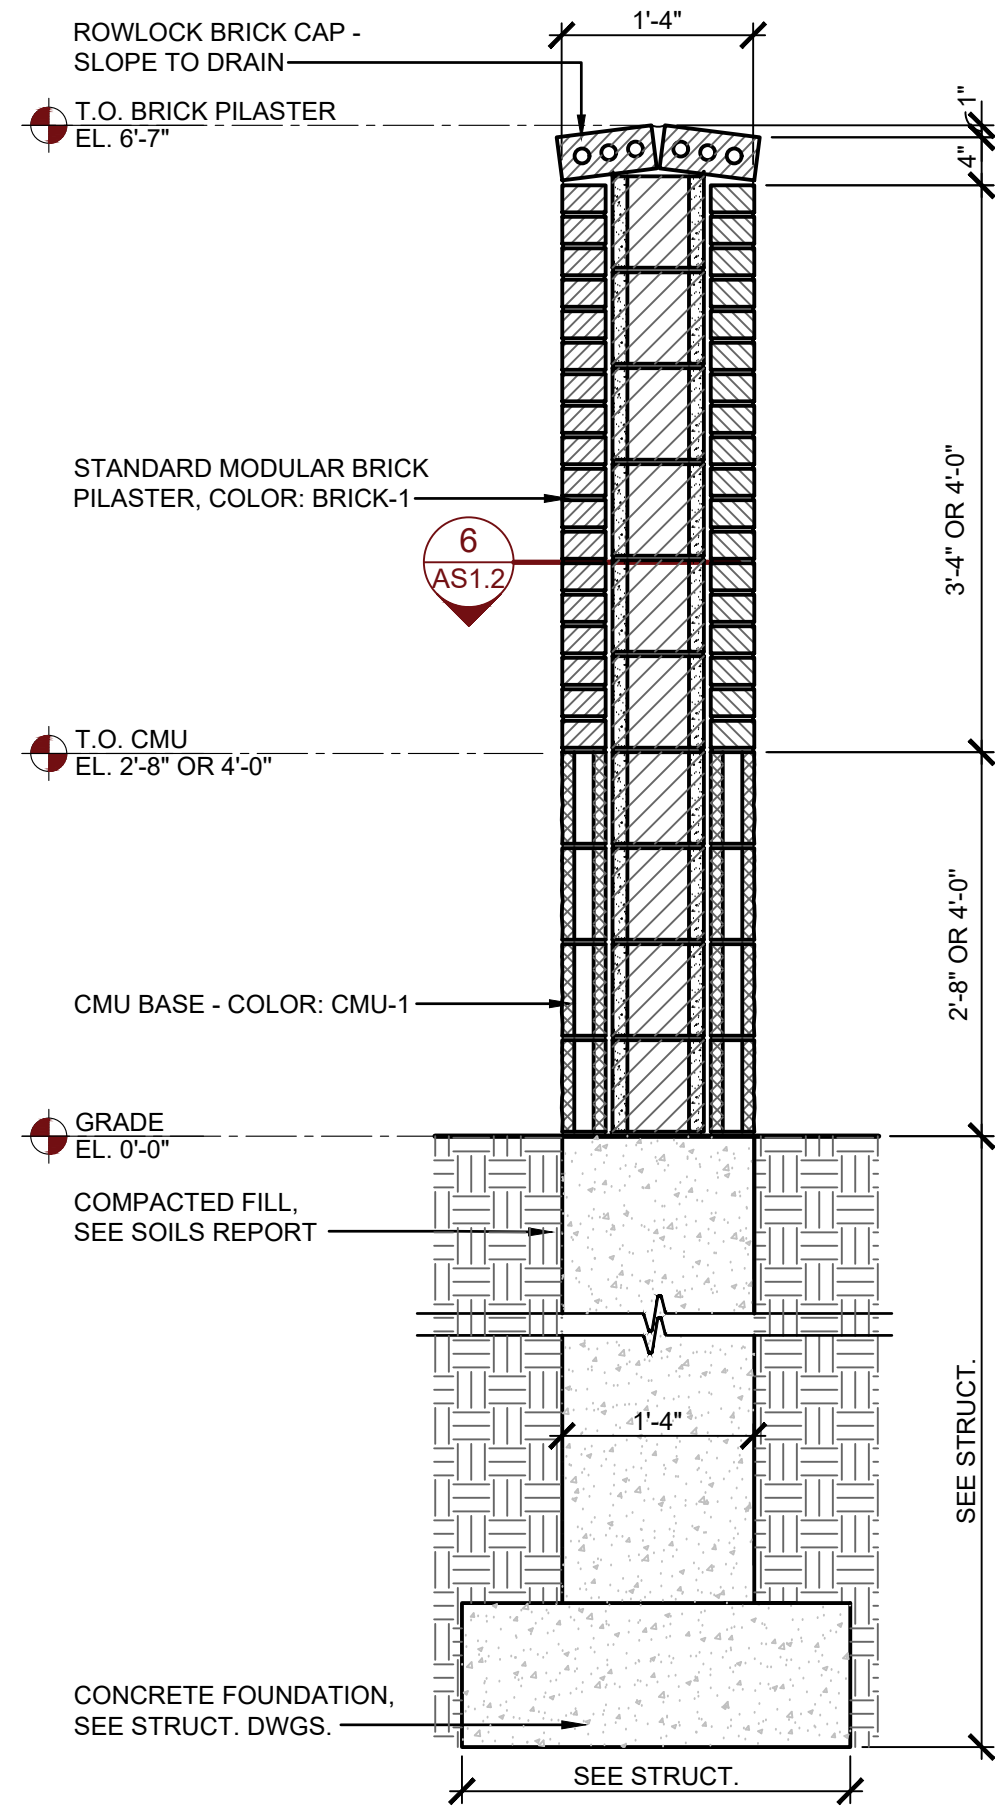 ROWLOCK BRICK CAP -
SLOPE TO DRAIN
1'-4"
T.O. BRICK PILASTER
EL. 6'-7"
1"
4"
STANDARD MODULAR BRICK
PILASTER, COLOR: BRICK-1
6
AS1.2
3'-4" OR 4'-0"
T.O. CMU
EL. 2'-8" OR 4'-0"
2'-8" OR 4'-0"
CMU BASE - COLOR: CMU-1
GRADE
EL. 0'-0"
COMPACTED FILL,
SEE SOILS REPORT
1'-4"
SEE STRUCT.
CONCRETE FOUNDATION,
SEE STRUCT. DWGS.
SEE STRUCT.